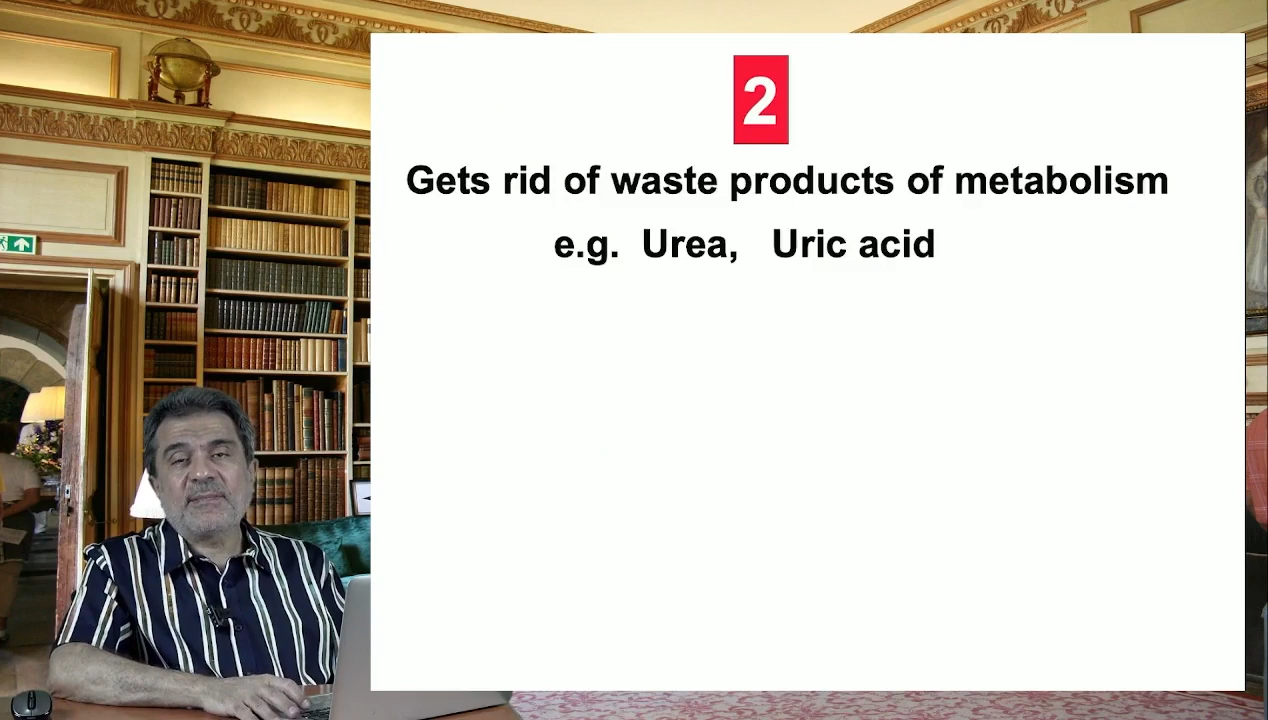 2
Gets rid of waste products of metabolism
e.g. Urea, Uric acid